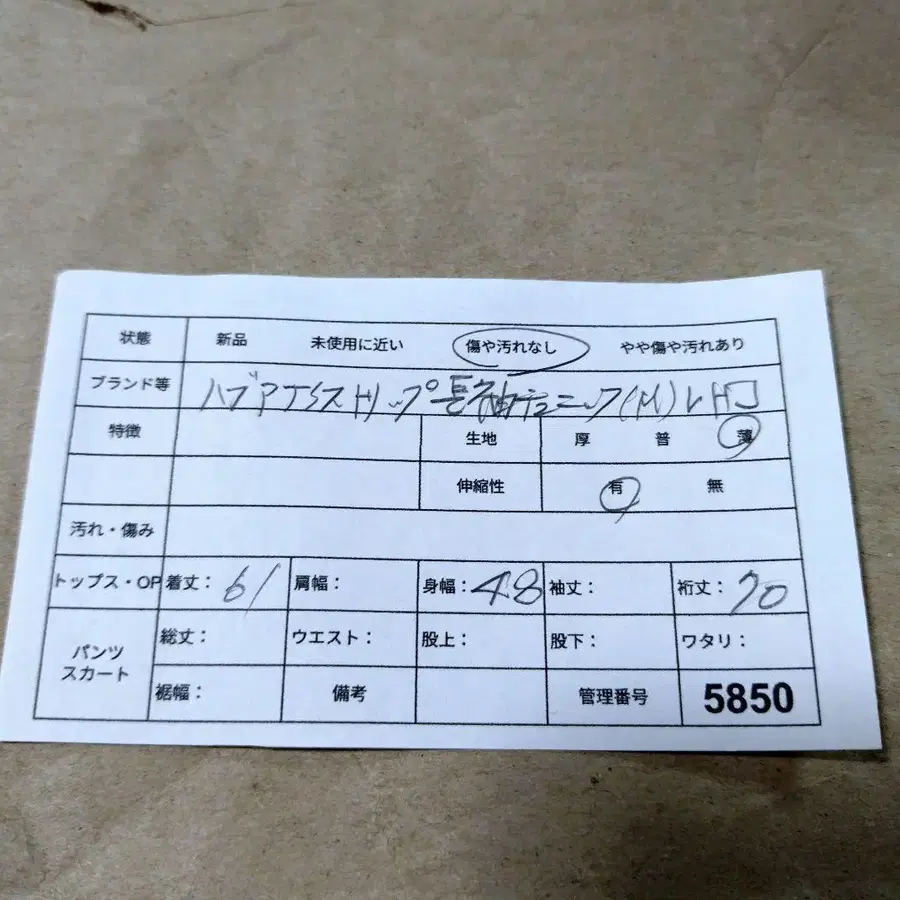 状態 新品 未使用に近い 傷や汚れなし やや傷や汚れあり
ブランド等 ハブアストリップ長袖チュニック(M)レ
特徴 生地 厚 普 薄
伸縮性 有 無
汚れ・傷み
トップス・OP 着丈: 61 肩幅: 身幅: 48 袖丈: 裄丈: 70
パンツ スカート 総丈: ウエスト: 股上: 股下: ワタリ:
裾幅: 備考 管理番号 5850